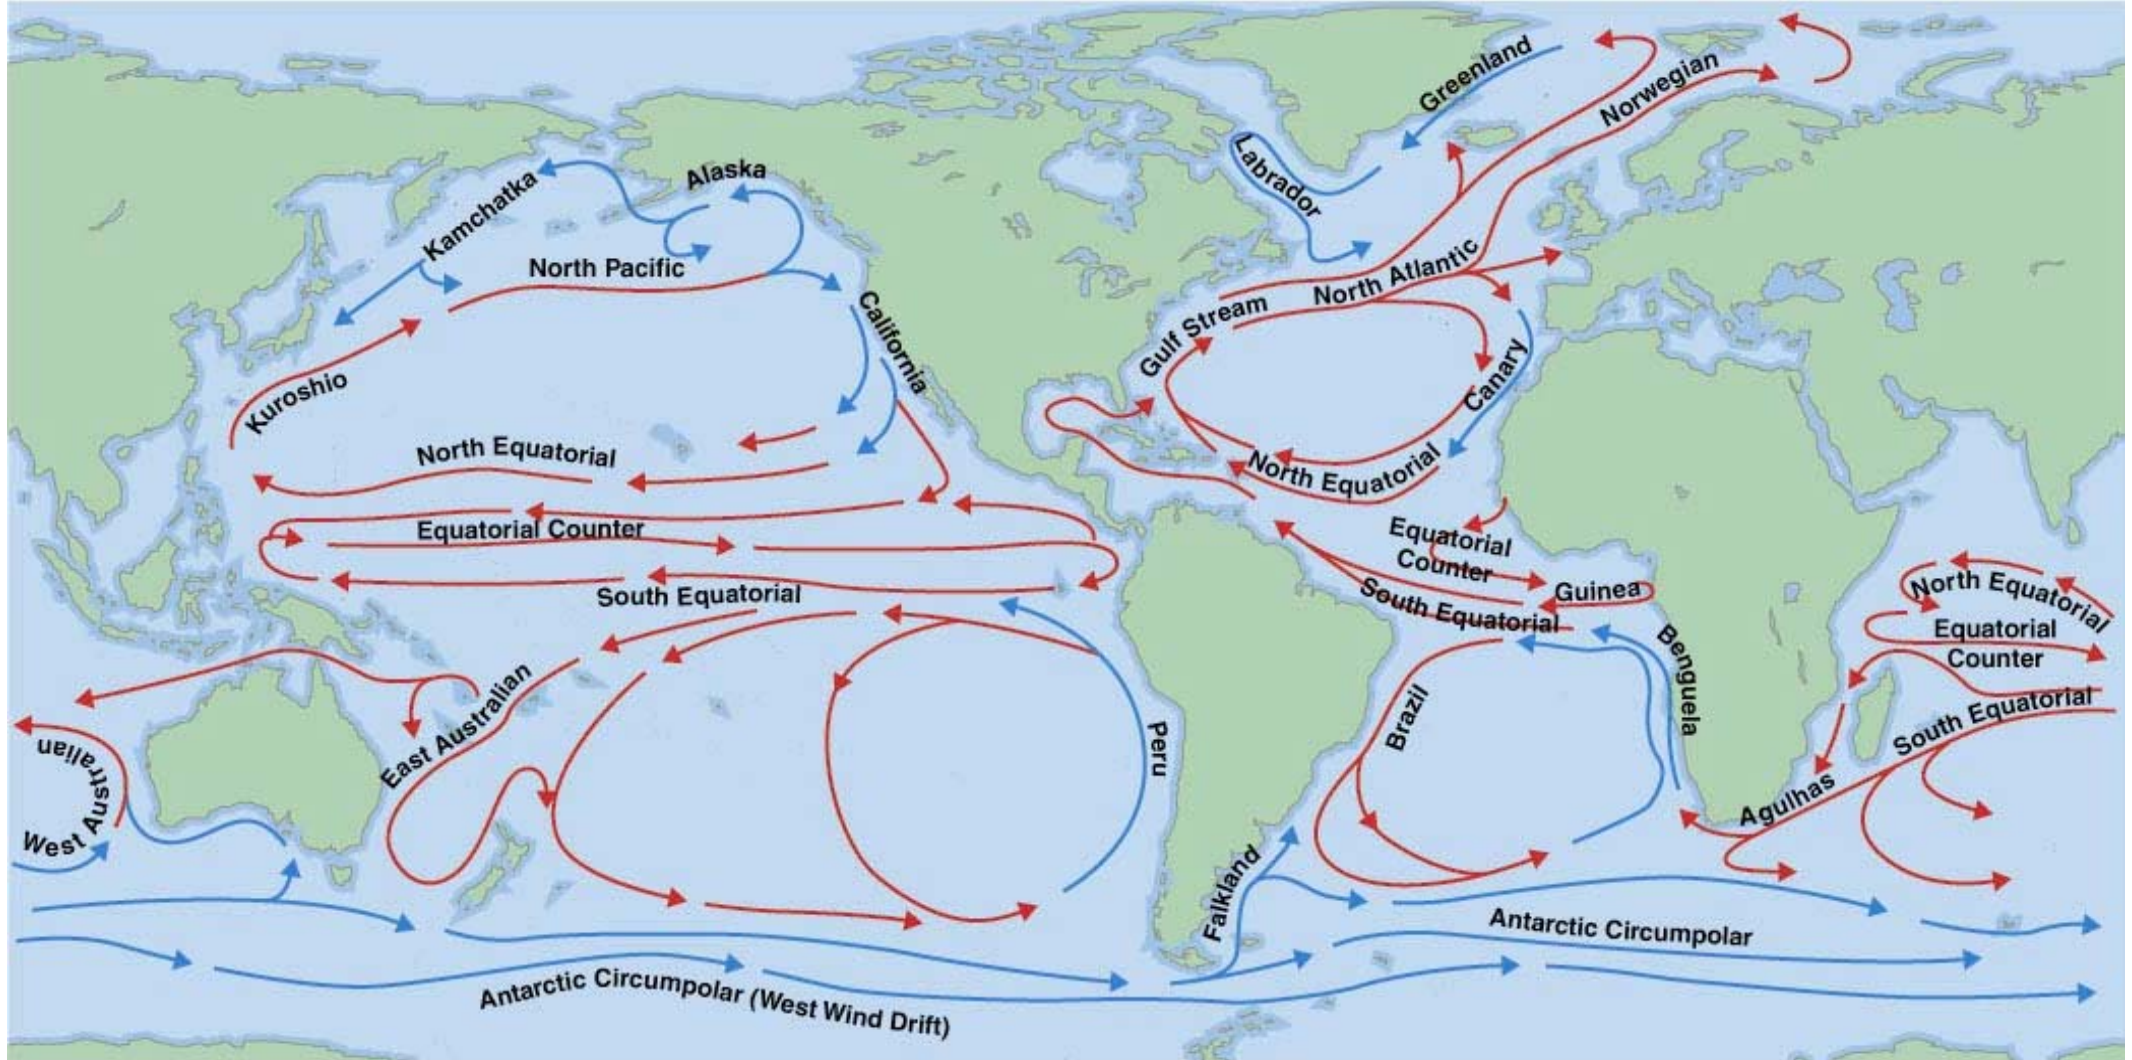 Greenland
Norwegian
Labrador
Alaska
Kamchatka
North Pacific
North Atlantic
Gulf Stream
California
Kuroshio
Canary
North Equatorial
North Equatorial
Equatorial Counter
Equatorial
Counter
Guinea
South Equatorial
South Equatorial
North Equatorial
Equatorial
Counter
South Equatorial
East Australian
West Australian
Peru
Brazil
Benguela
Agulhas
Falkland
Antarctic Circumpolar
Antarctic Circumpolar (West Wind Drift)